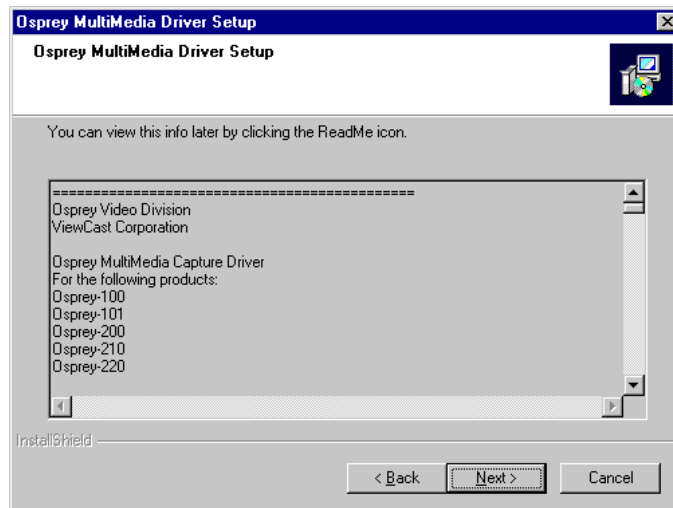 Osprey MultiMedia Driver Setup
Osprey MultiMedia Driver Setup
You can view this info later by clicking the ReadMe icon.
=============================================
Osprey Video Division
ViewCast Corporation
Osprey MultiMedia Capture Driver
For the following products:
Osprey-100
Osprey-101
Osprey-200
Osprey-210
Osprey-220
InstallShield
< Back
Next >
Cancel